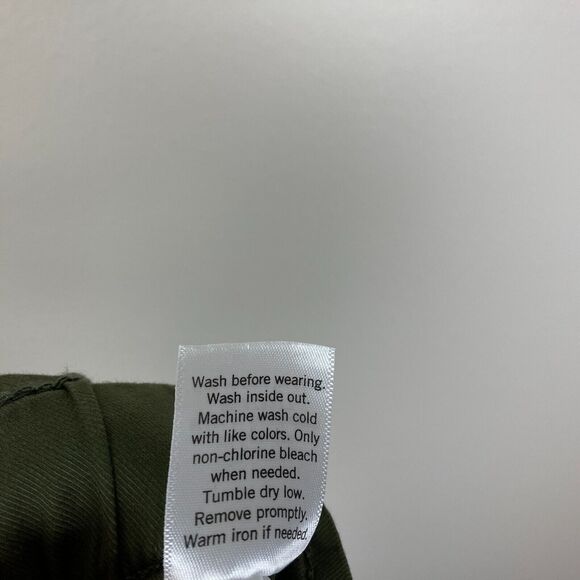 Wash before wearing.
Wash inside out.
Machine wash cold
with like colors. Only
non-chlorine bleach
when needed.
Tumble dry low.
Remove promptly.
Warm iron if needed.